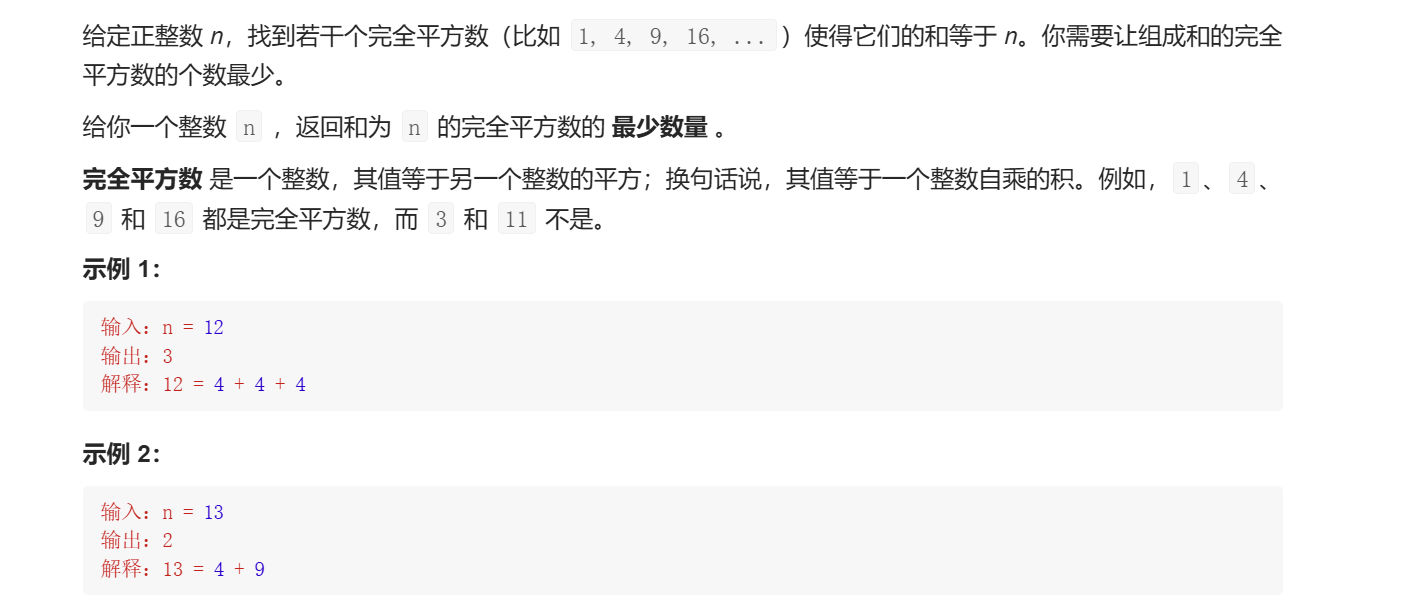 给定正整数 n，找到若干个完全平方数（比如 1, 4, 9, 16, ...）使得它们的和等于 n。你需要让组成和的完全
平方数的个数最少。
给你一个整数 n ，返回和为 n 的完全平方数的 最少数量 。
完全平方数 是一个整数，其值等于另一个整数的平方；换句话说，其值等于一个整数自乘的积。例如，1、4、
9 和 16 都是完全平方数，而 3 和 11 不是。
示例 1：
输入：n = 12
输出：3
解释：12 = 4 + 4 + 4
示例 2：
输入：n = 13
输出：2
解释：13 = 4 + 9